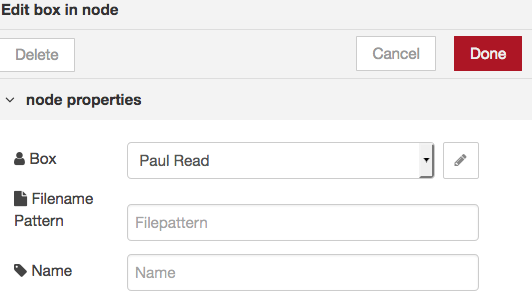 Edit box in node
Delete Cancel Done
node properties
Box Paul Read
Filename
Pattern Filepattern
Name Name